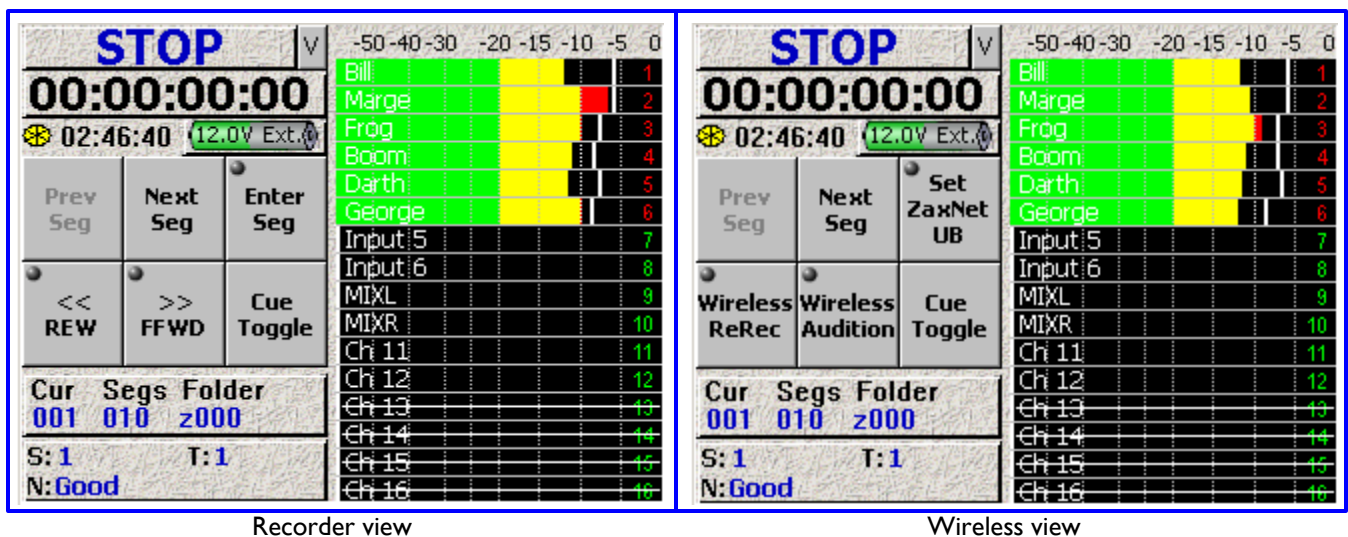 STOP V
00:00:00:00
02:46:40 12.0V Ext.
Prev Seg
Next Seg
Enter Seg
<< REW
>> FFWD
Cue Toggle
Cur Segs Folder
001 010 z000
S: 1 T: 1
N: Good
-50 -40 -30 -20 -15 -10 -5 0
Bill 1
Marge 2
Frog 3
Boom 4
Darth 5
George 6
Input 5 7
Input 6 8
MIXL 9
MIXR 10
Ch 11 11
Ch 12 12
Ch 13 13
Ch 14 14
Ch 15 15
Ch 16 16
Recorder view
STOP V
00:00:00:00
02:46:40 12.0V Ext.
Prev Seg
Next Seg
Set ZaxNet UB
Wireless ReRec
Wireless Audition
Cue Toggle
Cur Segs Folder
001 010 z000
S: 1 T: 1
N: Good
-50 -40 -30 -20 -15 -10 -5 0
Bill 1
Marge 2
Frog 3
Boom 4
Darth 5
George 6
Input 5 7
Input 6 8
MIXL 9
MIXR 10
Ch 11 11
Ch 12 12
Ch 13 13
Ch 14 14
Ch 15 15
Ch 16 16
Wireless view